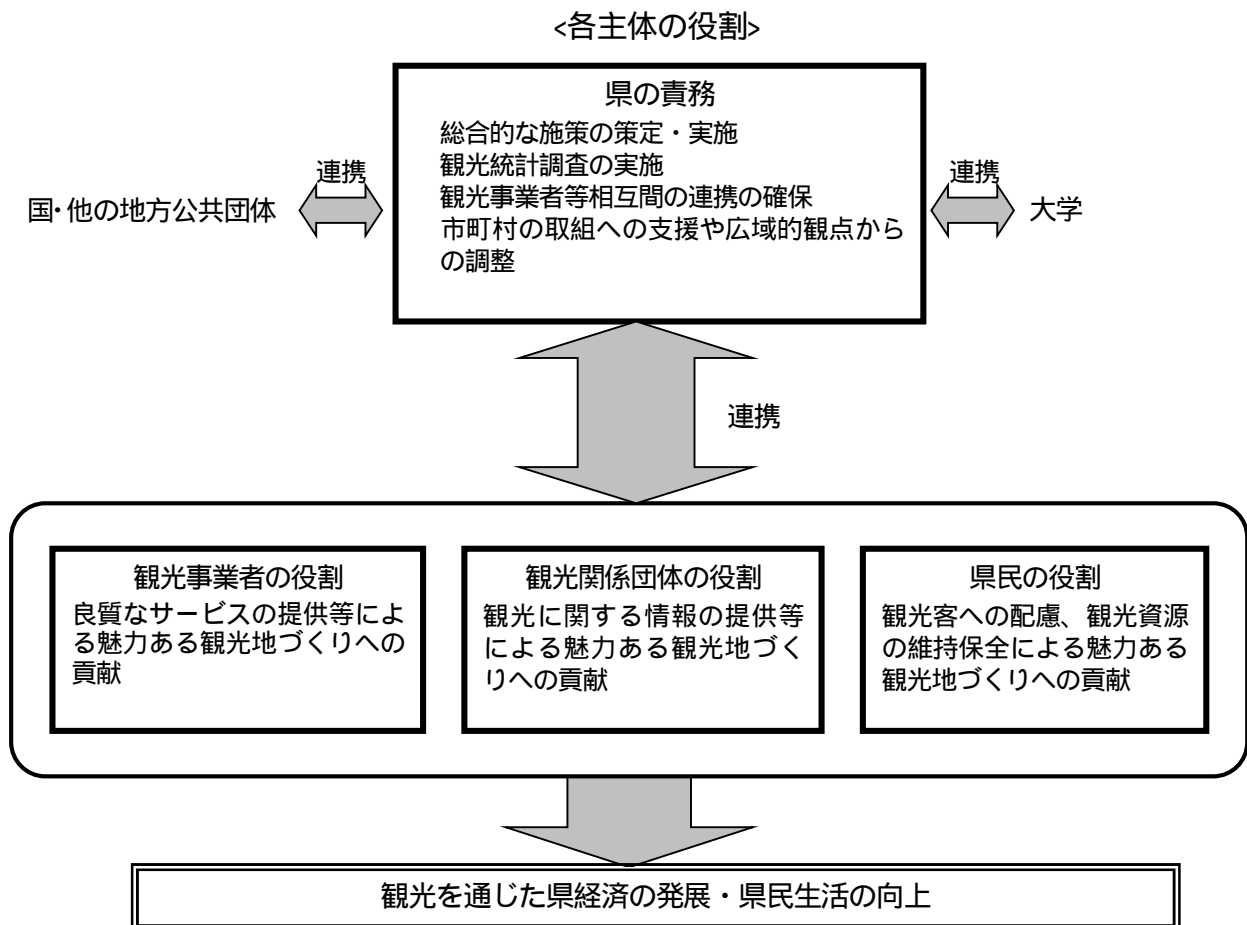 <各主体の役割>
県の責務
総合的な施策の策定・実施
観光統計調査の実施
観光事業者等相互間の連携の確保
市町村の取組への支援や広域的観点から
の調整
国・他の地方公共団体
連携
連携
大学
連携
観光事業者の役割
良質なサービスの提供等によ
る魅力ある観光地づくりへの
貢献
観光関係団体の役割
観光に関する情報の提供等
による魅力ある観光地づく
りへの貢献
県民の役割
観光客への配慮、観光資源
の維持保全による魅力ある
観光地づくりへの貢献
観光を通じた県経済の発展・県民生活の向上